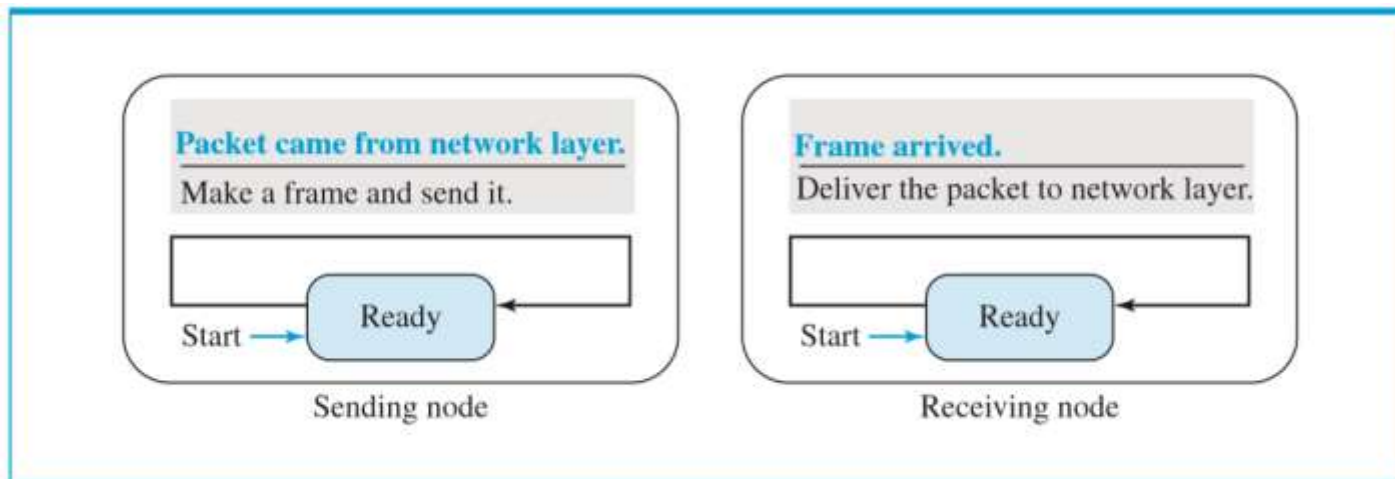 Packet came from network layer.
Make a frame and send it.
Start
Ready
Sending node
Frame arrived.
Deliver the packet to network layer.
Start
Ready
Receiving node